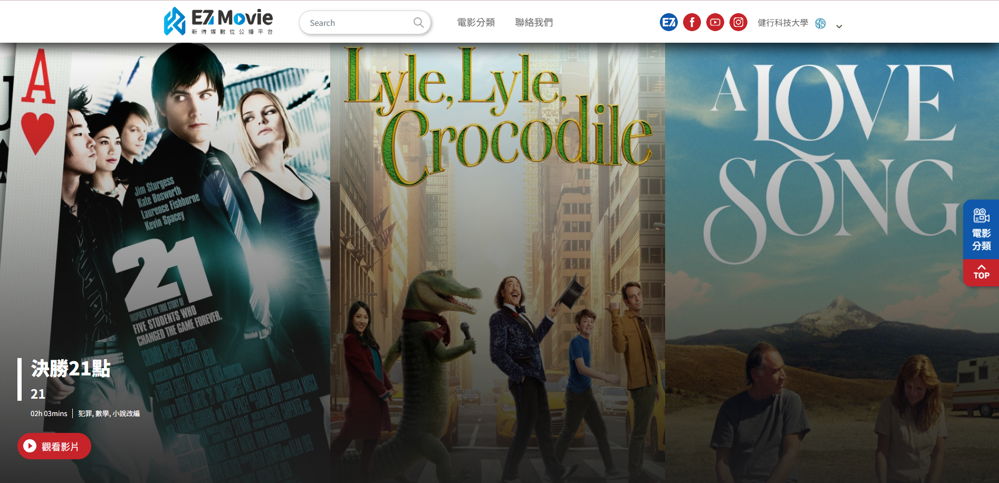 EZ Movie
新傳媒數位公播平台
Search
電影分類
聯絡我們
EZ
健行科技大學
A
Jim Sturgess
Kate Bosworth
Laurence Fishburne
Kevin Spacey
21
INSPIRED BY THE TRUE STORY OF
FIVE STUDENTS WHO
CHANGED THE GAME FOREVER.
COLUMBIA PICTURES PRESENTS
決勝21點
21
02h 03mins
犯罪, 數學, 小說改編
觀看影片
Lyle, Lyle,
Crocodile
A LOVE
SONG
電影
分類
TOP